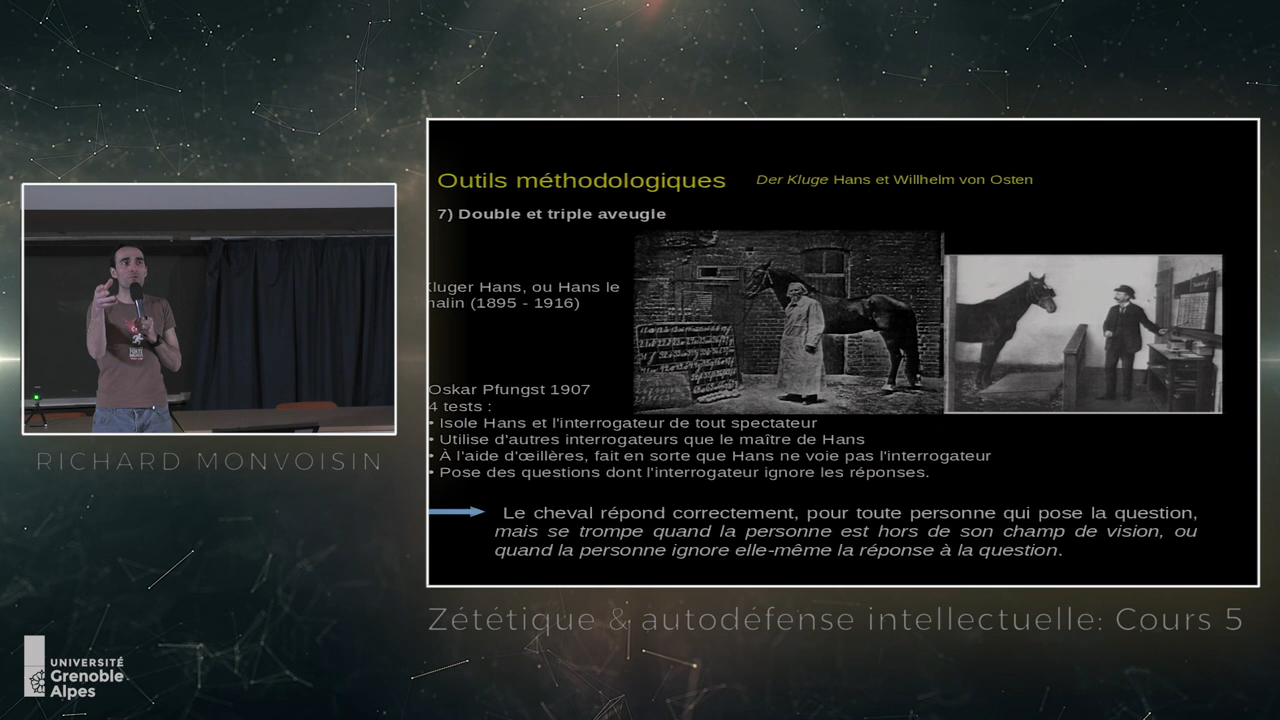 Outils méthodologiques
Der Kluge Hans et Willhelm von Osten
7) Double et triple aveugle
Kluger Hans, ou Hans le
malin (1895 - 1916)
Oskar Pfungst 1907
4 tests :
• Isole Hans et l'interrogateur de tout spectateur
• Utilise d'autres interrogateurs que le maître de Hans
• À l'aide d'œillères, fait en sorte que Hans ne voie pas l'interrogateur
• Pose des questions dont l'interrogateur ignore les réponses.
Le cheval répond correctement, pour toute personne qui pose la question,
mais se trompe quand la personne est hors de son champ de vision, ou
quand la personne ignore elle-même la réponse à la question.
RICHARD MONVOISIN
Zététique & autodéfense intellectuelle: Cours 5
UNIVERSITÉ
Grenoble
Alpes